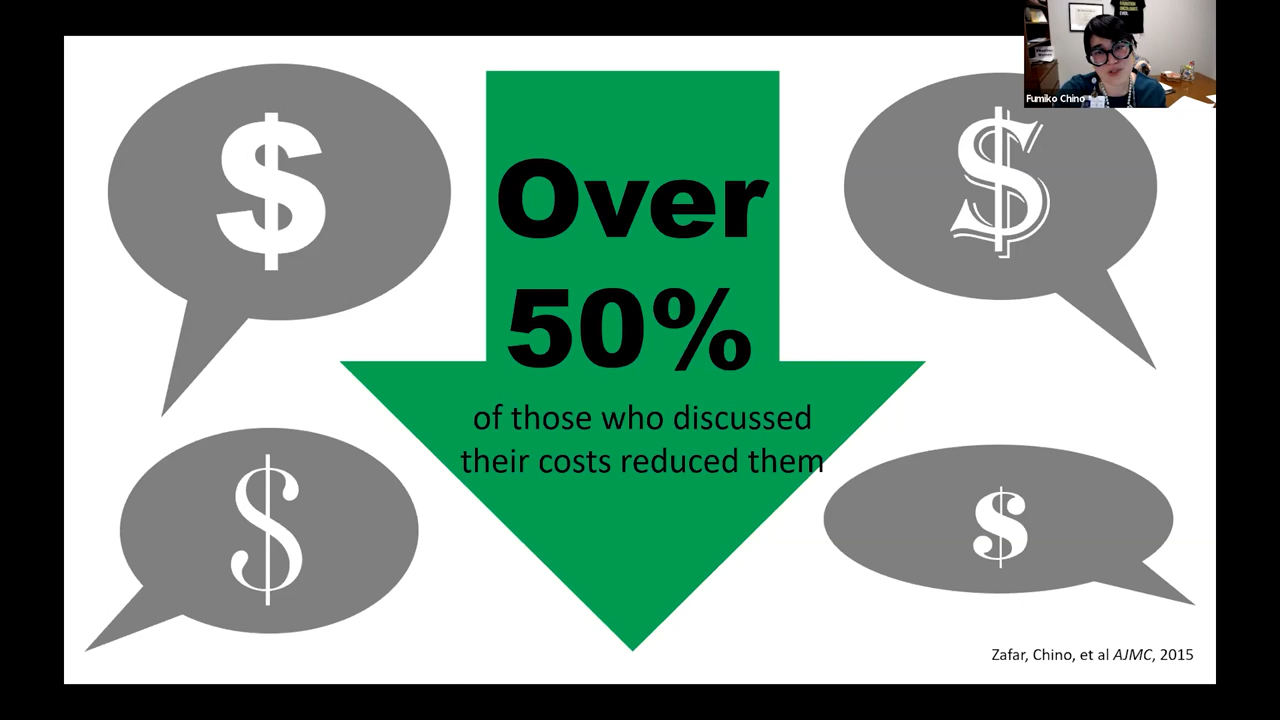 $
$
Over
50%
of those who discussed
their costs reduced them
$
$
Zafar, Chino, et al AJMC, 2015
Fumiko Chino